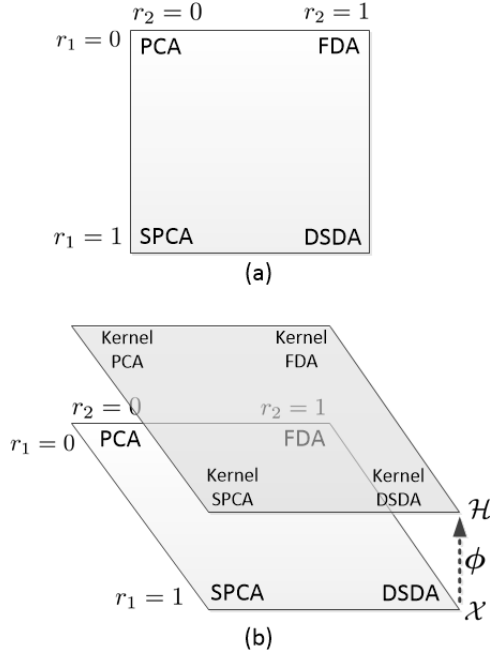 r₂ = 0 r₂ = 1
r₁ = 0 PCA FDA
r₁ = 1 SPCA DSDA
(a)
Kernel Kernel
PCA FDA
r₂ = 0 r₂ = 1
r₁ = 0 PCA FDA
Kernel Kernel
SPCA DSDA
ℋ
ϕ
r₁ = 1 SPCA DSDA 𝒳
(b)